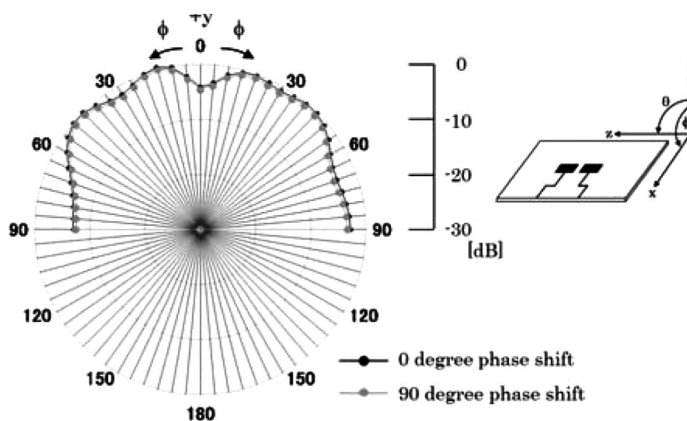 +y
ϕ ϕ
0
30 30
60 60
90 90
120 120
150 150
180
0
-10
-20
-30
[dB]
θ
z
x
0 degree phase shift
90 degree phase shift